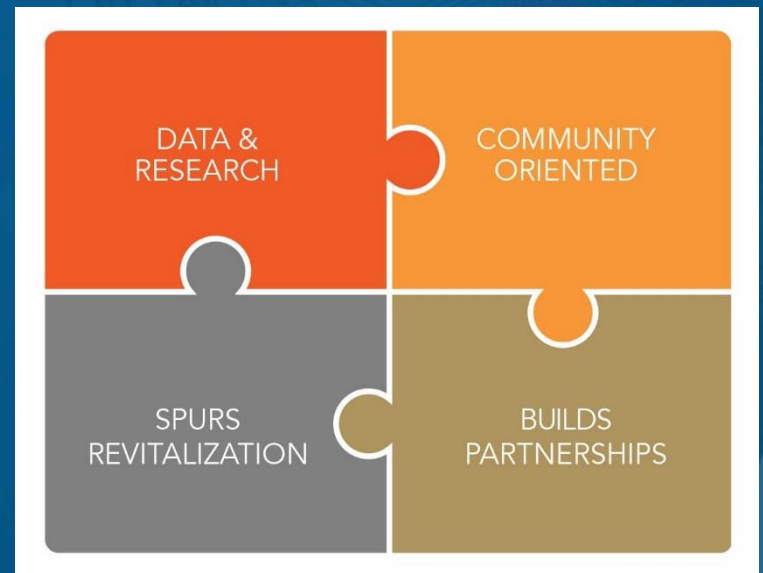 DATA &
RESEARCH
COMMUNITY
ORIENTED
SPURS
REVITALIZATION
BUILDS
PARTNERSHIPS